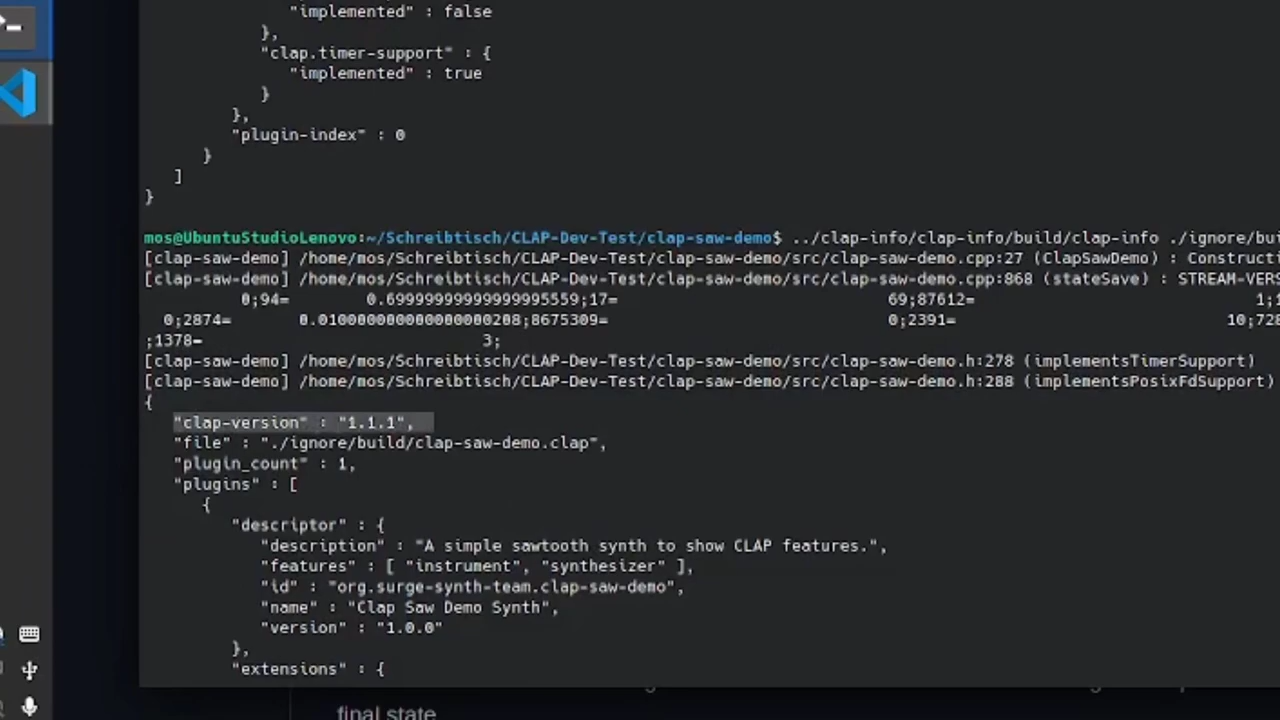 "implemented" : false
},
"clap.timer-support" : {
"implemented" : true
}
},
"plugin-index" : 0
}
]
}
mos@UbuntuStudioLenovo:~/Schreibtisch/CLAP-Dev-Test/clap-saw-demo$ ../clap-info/clap-info/build/clap-info ./ignore/bui
[clap-saw-demo] /home/mos/Schreibtisch/CLAP-Dev-Test/clap-saw-demo/src/clap-saw-demo.cpp:27 (ClapSawDemo) : Constructi
[clap-saw-demo] /home/mos/Schreibtisch/CLAP-Dev-Test/clap-saw-demo/src/clap-saw-demo.cpp:868 (stateSave) : STREAM-VERS
0;94= 0.69999999999999995559;17= 69;87612= 1;1
0;2874= 0.010000000000000000208;8675309= 0;2391= 10;728
;1378= 3;
[clap-saw-demo] /home/mos/Schreibtisch/CLAP-Dev-Test/clap-saw-demo/src/clap-saw-demo.h:278 (implementsTimerSupport)
[clap-saw-demo] /home/mos/Schreibtisch/CLAP-Dev-Test/clap-saw-demo/src/clap-saw-demo.h:288 (implementsPosixFdSupport)
{
"clap-version" : "1.1.1",
"file" : "./ignore/build/clap-saw-demo.clap",
"plugin_count" : 1,
"plugins" : [
{
"descriptor" : {
"description" : "A simple sawtooth synth to show CLAP features.",
"features" : [ "instrument", "synthesizer" ],
"id" : "org.surge-synth-team.clap-saw-demo",
"name" : "Clap Saw Demo Synth",
"version" : "1.0.0"
},
"extensions" : {
final state